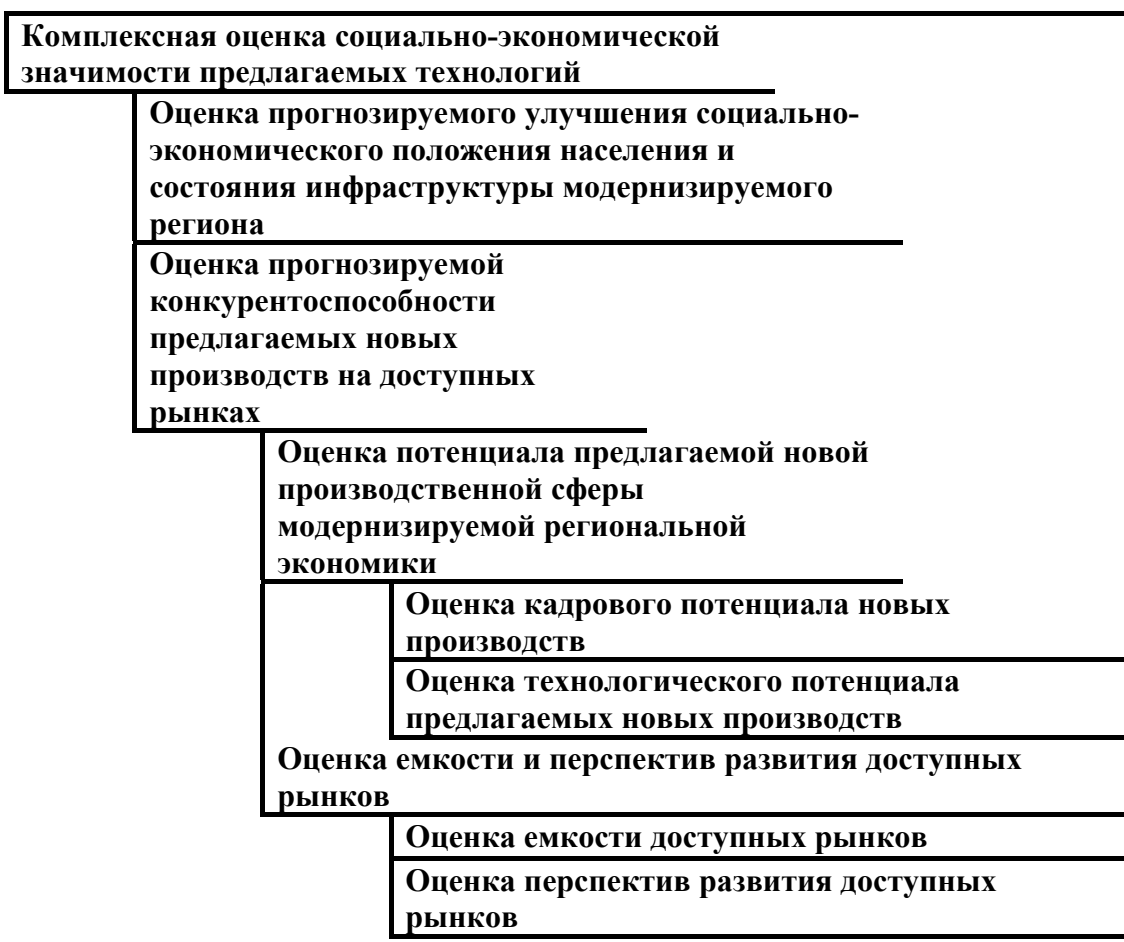 Комплексная оценка социально-экономической
значимости предлагаемых технологий
Оценка прогнозируемого улучшения социально-
экономического положения населения и
состояния инфраструктуры модернизируемого
региона
Оценка прогнозируемой
конкурентоспособности
предлагаемых новых
производств на доступных
рынках
Оценка потенциала предлагаемой новой
производственной сферы
модернизируемой региональной
экономики
Оценка кадрового потенциала новых
производств
Оценка технологического потенциала
предлагаемых новых производств
Оценка емкости и перспектив развития доступных
рынков
Оценка емкости доступных рынков
Оценка перспектив развития доступных
рынков